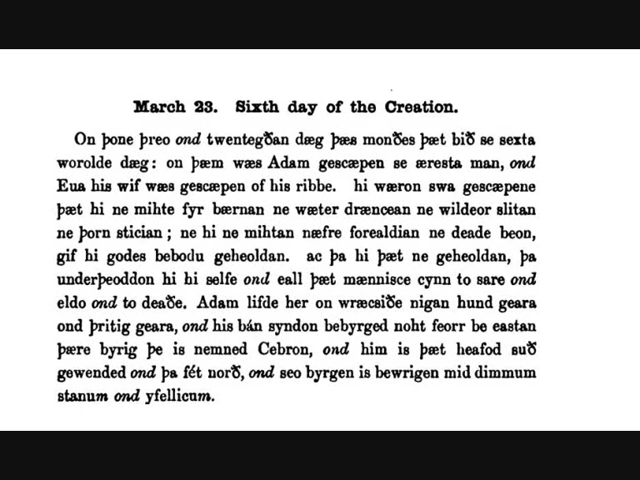 March 23. Sixth day of the Creation.
On þone þreo ond twentegðan dæg þæs monðes þæt bið se sexta
worolde dæg: on þæm wæs Adam gescæpen se æresta man, ond
Eua his wif wæs gescæpen of his ribbe. hi wæron swa gescæpene
þæt hi ne mihte fyr bærnan ne wæter dræncean ne wildeor slitan
ne þorn stician; ne hi ne mihtan næfre forealdian ne deade beon,
gif hi godes bebodu geheoldan. ac þa hi þæt ne geheoldan, þa
underþeoddon hi hi selfe ond eall þæt mænnisce cynn to sare ond
eldo ond to deaðe. Adam lifde her on wræcsiðe nigan hund geara
ond þritig geara, ond his bán syndon bebyrged noht feorr be eastan
þære byrig þe is nemned Cebron, ond him is þæt heafod suð
gewended ond þa fét norð, ond seo byrgen is bewrigen mid dimmum
stanum ond yfellicum.